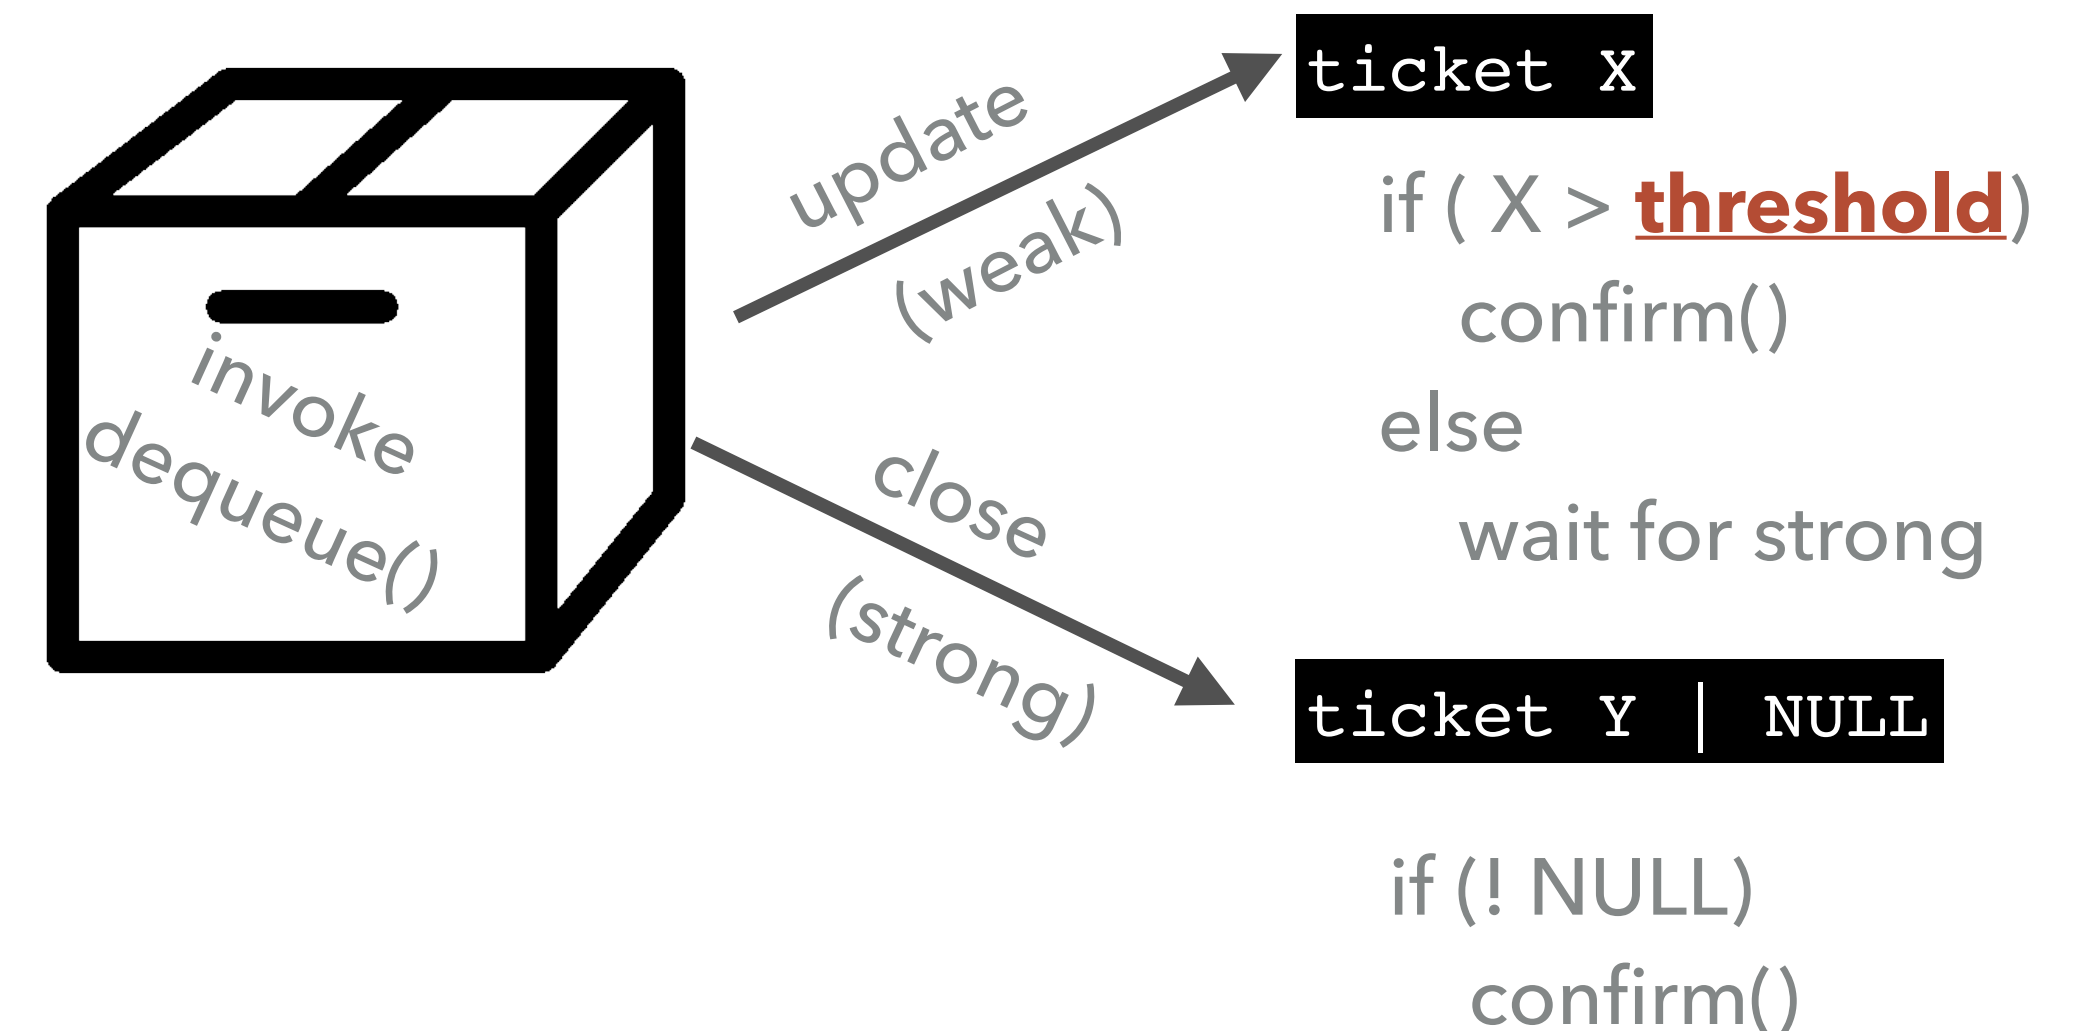 invoke
dequeue()
update
(weak)
ticket X
if ( X > threshold)
confirm()
else
wait for strong
close
(strong)
ticket Y | NULL
if (! NULL)
confirm()